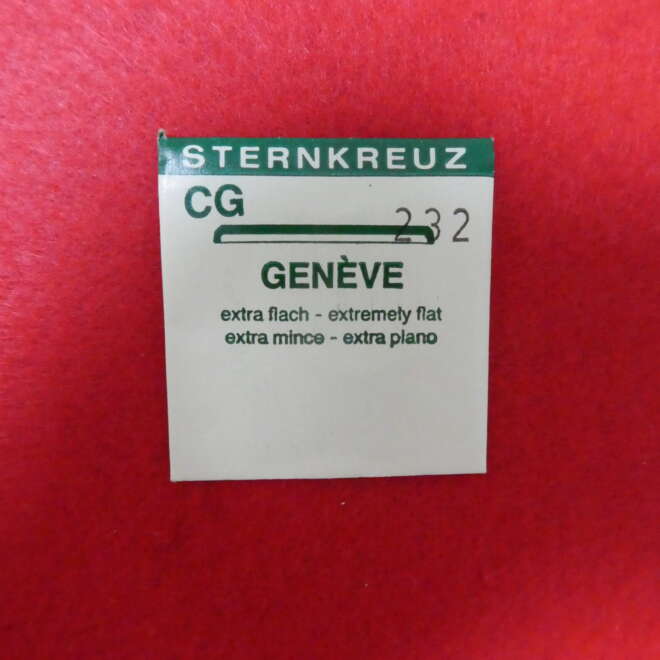 STERNKREUZ
CG 232
GENÈVE
extra flach - extremely flat
extra mince - extra plano